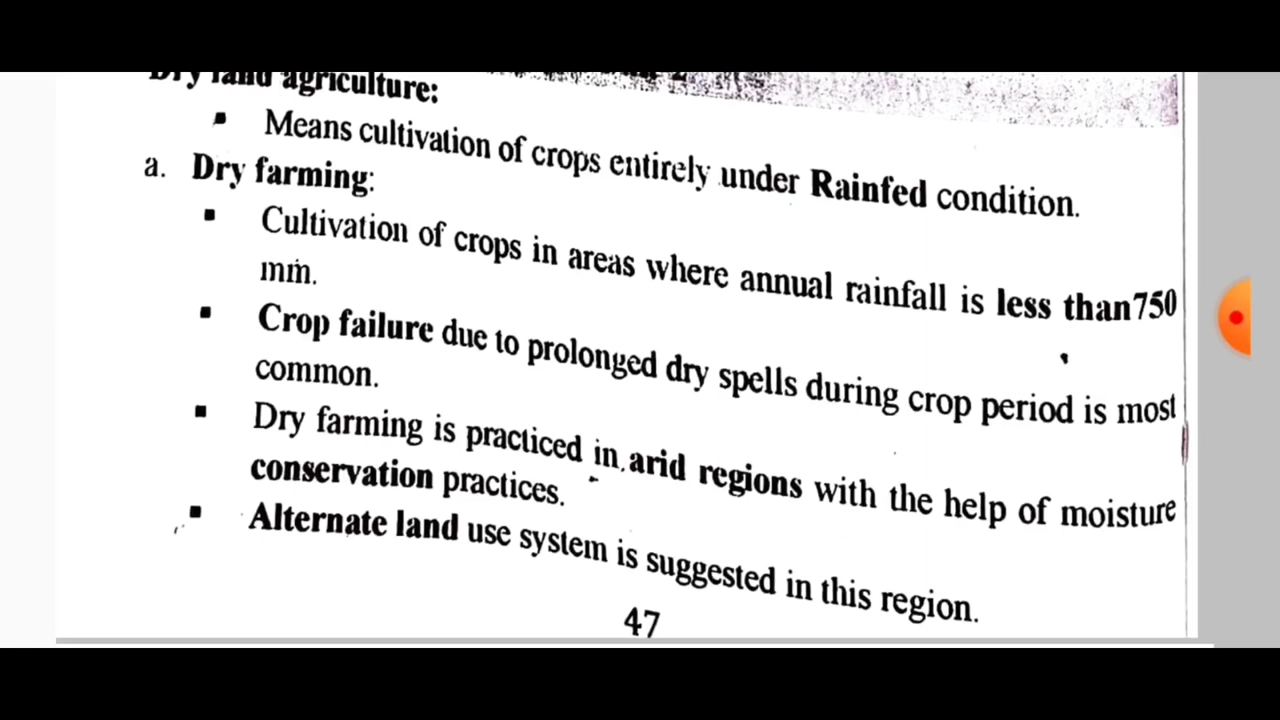 Dry land agriculture:
▪ Means cultivation of crops entirely under Rainfed condition.
a. Dry farming:
▪ Cultivation of crops in areas where annual rainfall is less than750
mm.
▪ Crop failure due to prolonged dry spells during crop period is most
common.
▪ Dry farming is practiced in arid regions with the help of moisture
conservation practices.
▪ Alternate land use system is suggested in this region.
47